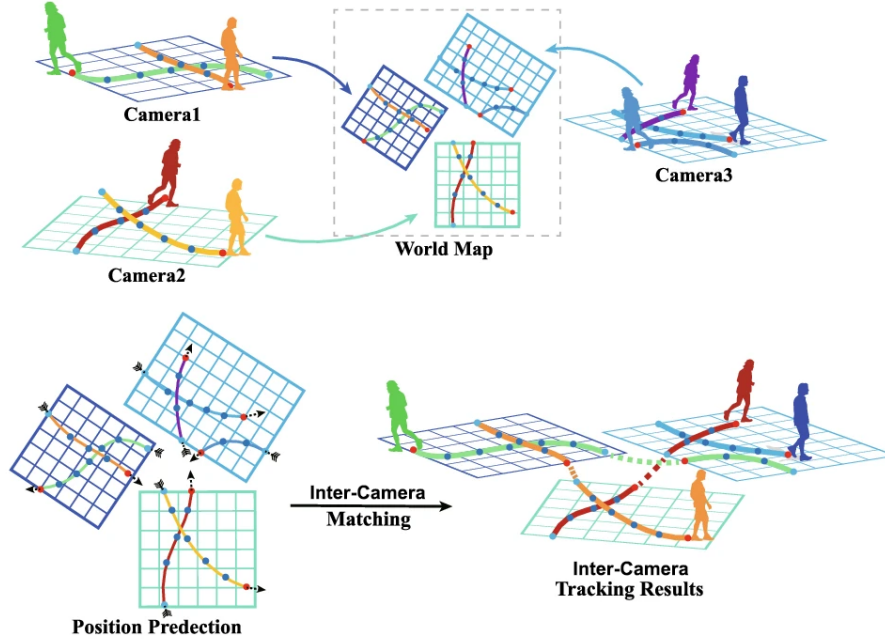 Camera1
Camera3
World Map
Camera2
Inter-Camera
Matching
Inter-Camera
Tracking Results
Position Predection